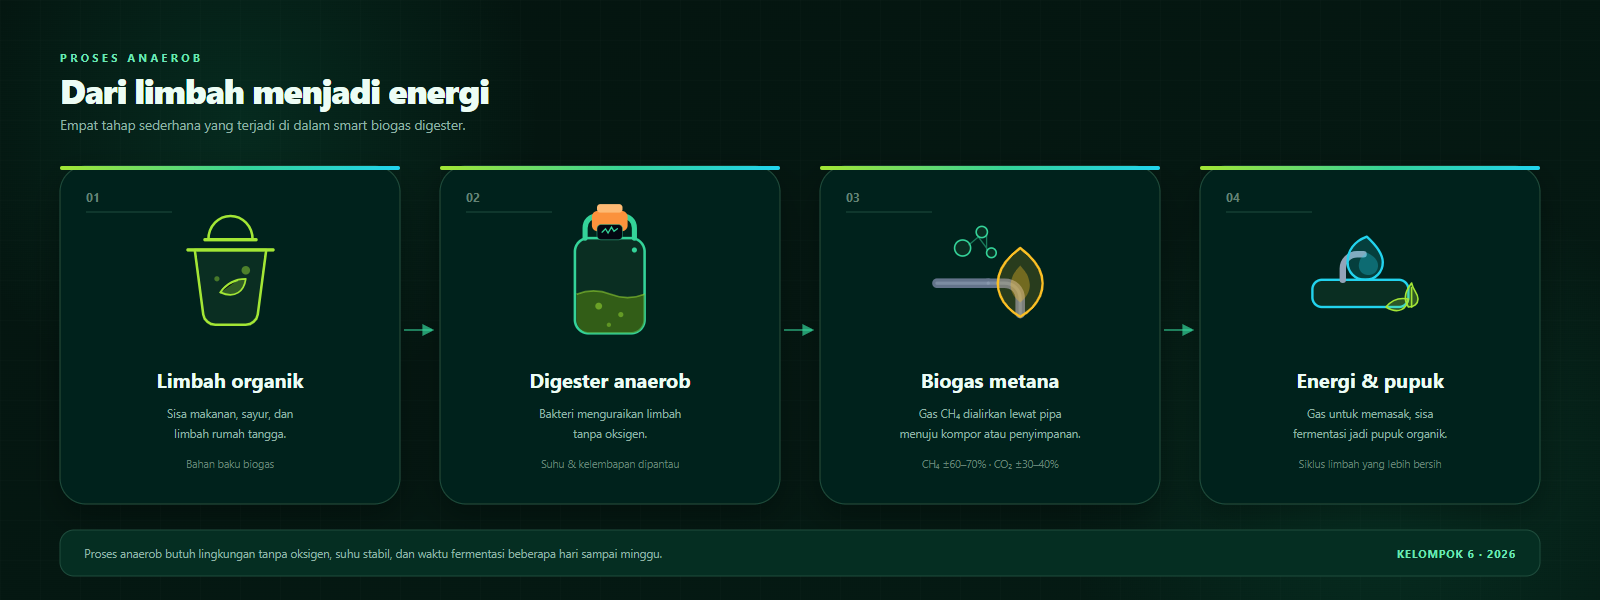 PROSES ANAEROB
Dari limbah menjadi energi
Empat tahap sederhana yang terjadi di dalam smart biogas digester.
01
Limbah organik
Sisa makanan, sayur, dan
limbah rumah tangga.
Bahan baku biogas
02
Digester anaerob
Bakteri menguraikan limbah
tanpa oksigen.
Suhu & kelembapan dipantau
03
Biogas metana
Gas CH₄ dialirkan lewat pipa
menuju kompor atau penyimpanan.
CH₄ ±60–70% · CO₂ ±30–40%
04
Energi & pupuk
Gas untuk memasak, sisa
fermentasi jadi pupuk organik.
Siklus limbah yang lebih bersih
Proses anaerob butuh lingkungan tanpa oksigen, suhu stabil, dan waktu fermentasi beberapa hari sampai minggu.
KELOMPOK 6 · 2026